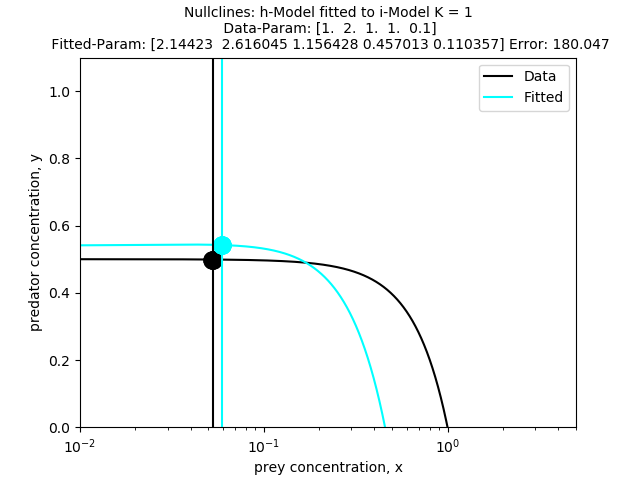 Nullclines: h-Model fitted to i-Model K = 1
Data-Param: [1. 2. 1. 1. 0.1]
Fitted-Param: [2.14423 2.616045 1.156428 0.457013 0.110357] Error: 180.047
Data
Fitted
1.0
0.8
0.6
0.4
0.2
0.0
predator concentration, y
10⁻² 10⁻¹ 10⁰
prey concentration, x